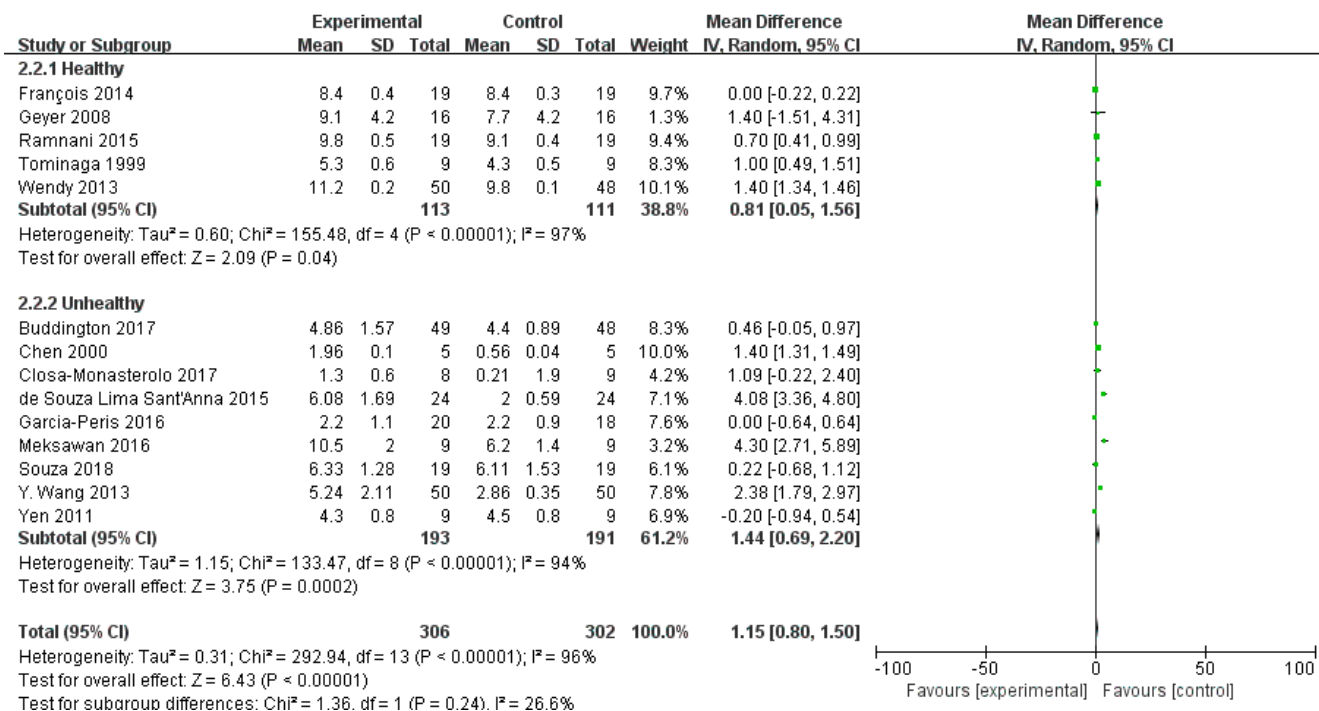 Experimental Control Mean Difference Mean Difference
Study or Subgroup Mean SD Total Mean SD Total Weight IV, Random, 95% CI IV, Random, 95% CI
2.2.1 Healthy
François 2014 8.4 0.4 19 8.4 0.3 19 9.7% 0.00 [-0.22, 0.22]
Geyer 2008 9.1 4.2 16 7.7 4.2 16 1.3% 1.40 [-1.51, 4.31]
Ramnani 2015 9.8 0.5 19 9.1 0.4 19 9.4% 0.70 [0.41, 0.99]
Tominaga 1999 5.3 0.6 9 4.3 0.5 9 8.3% 1.00 [0.49, 1.51]
Wendy 2013 11.2 0.2 50 9.8 0.1 48 10.1% 1.40 [1.34, 1.46]
Subtotal (95% CI) 113 111 38.8% 0.81 [0.05, 1.56]
Heterogeneity: Tau² = 0.60; Chi² = 155.48, df = 4 (P < 0.00001); I² = 97%
Test for overall effect: Z = 2.09 (P = 0.04)
2.2.2 Unhealthy
Buddington 2017 4.86 1.57 49 4.4 0.89 48 8.3% 0.46 [-0.05, 0.97]
Chen 2000 1.96 0.1 5 0.56 0.04 5 10.0% 1.40 [1.31, 1.49]
Closa-Monasterolo 2017 1.3 0.6 8 0.21 1.9 9 4.2% 1.09 [-0.22, 2.40]
de Souza Lima Sant'Anna 2015 6.08 1.69 24 2 0.59 24 7.1% 4.08 [3.36, 4.80]
Garcia-Peris 2016 2.2 1.1 20 2.2 0.9 18 7.6% 0.00 [-0.64, 0.64]
Meksawan 2016 10.5 2 9 6.2 1.4 9 3.2% 4.30 [2.71, 5.89]
Souza 2018 6.33 1.28 19 6.11 1.53 19 6.1% 0.22 [-0.68, 1.12]
Y. Wang 2013 5.24 2.11 50 2.86 0.35 50 7.8% 2.38 [1.79, 2.97]
Yen 2011 4.3 0.8 9 4.5 0.8 9 6.9% -0.20 [-0.94, 0.54]
Subtotal (95% CI) 193 191 61.2% 1.44 [0.69, 2.20]
Heterogeneity: Tau² = 1.15; Chi² = 133.47, df = 8 (P < 0.00001); I² = 94%
Test for overall effect: Z = 3.75 (P = 0.0002)
Total (95% CI) 306 302 100.0% 1.15 [0.80, 1.50]
Heterogeneity: Tau² = 0.31; Chi² = 292.94, df = 13 (P < 0.00001); I² = 96%
Test for overall effect: Z = 6.43 (P < 0.00001)
Test for subgroup differences: Chi² = 1.36, df = 1 (P = 0.24), I² = 26.6%
-100 -50 0 50 100
Favours [experimental] Favours [control]